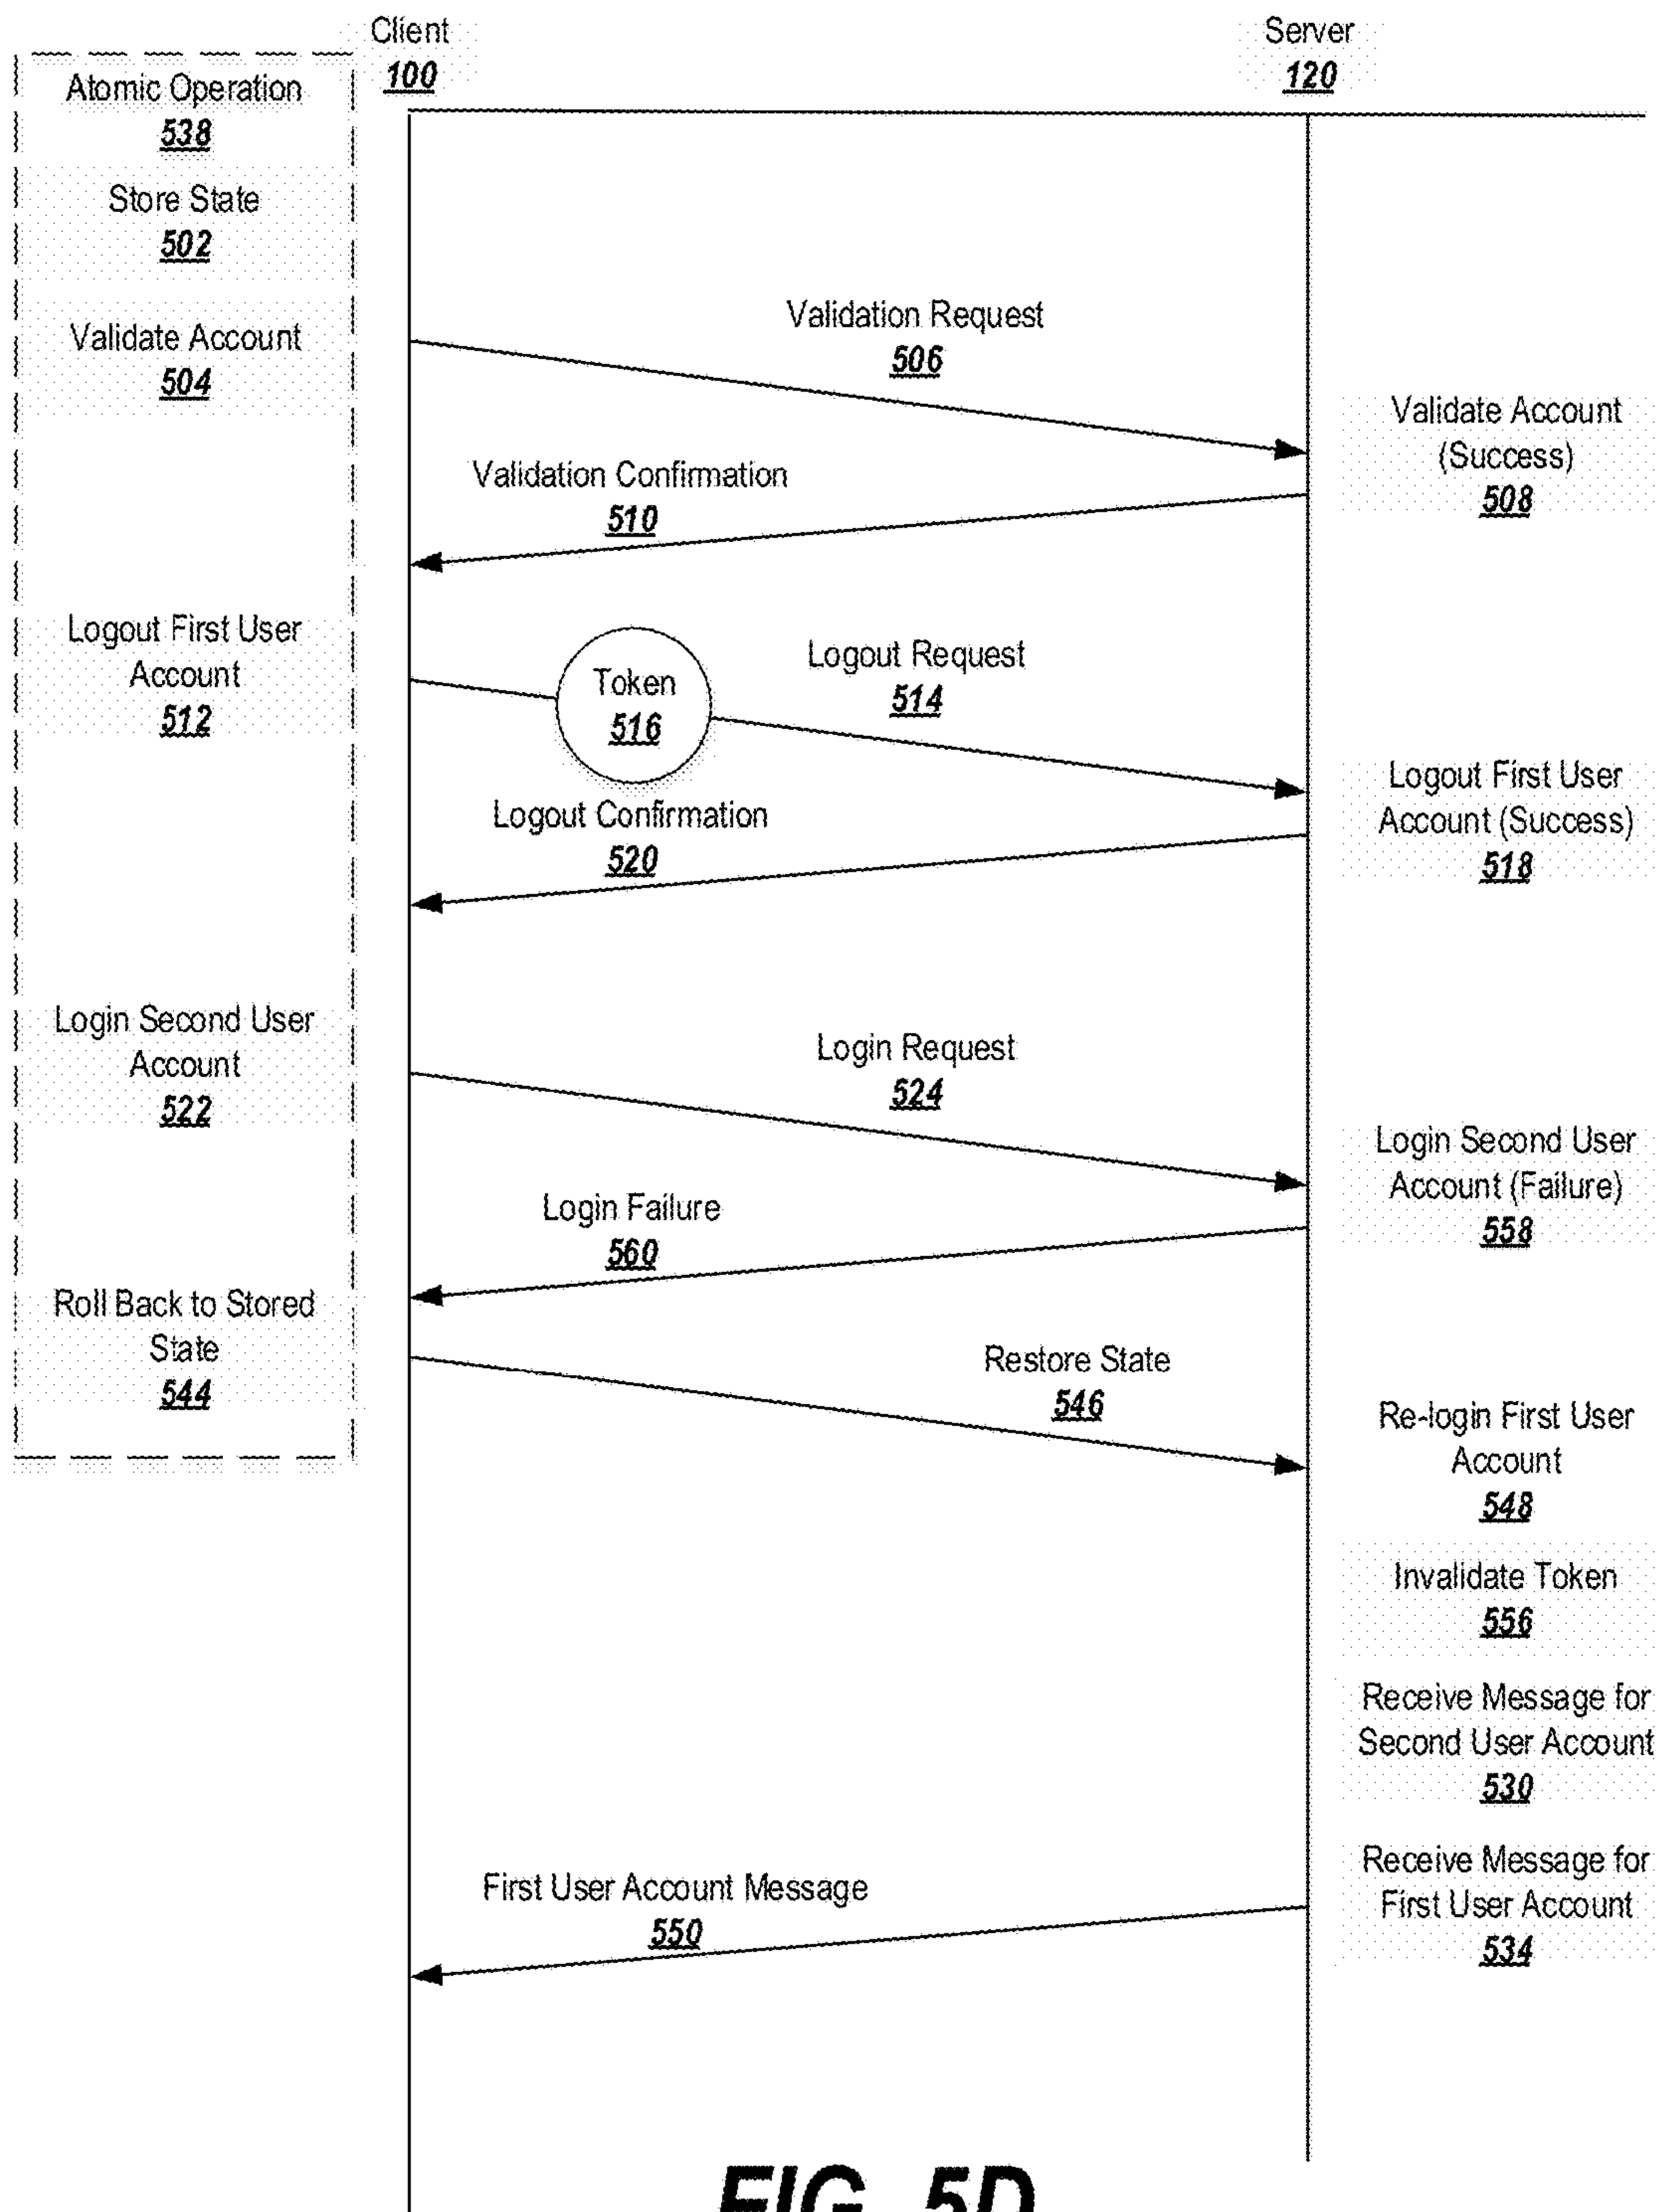 Client
100
Server
120
Atomic Operation
538
Store State
502
Validate Account
504
Validation Request
506
Validate Account
(Success)
508
Validation Confirmation
510
Logout First User
Account
512
Token
516
Logout Request
514
Logout First User
Account (Success)
518
Logout Confirmation
520
Login Second User
Account
522
Login Request
524
Login Second User
Account (Failure)
558
Login Failure
560
Roll Back to Stored
State
544
Restore State
546
Re-login First User
Account
548
Invalidate Token
556
Receive Message for
Second User Account
530
Receive Message for
First User Account
534
First User Account Message
550
FIG. 5D